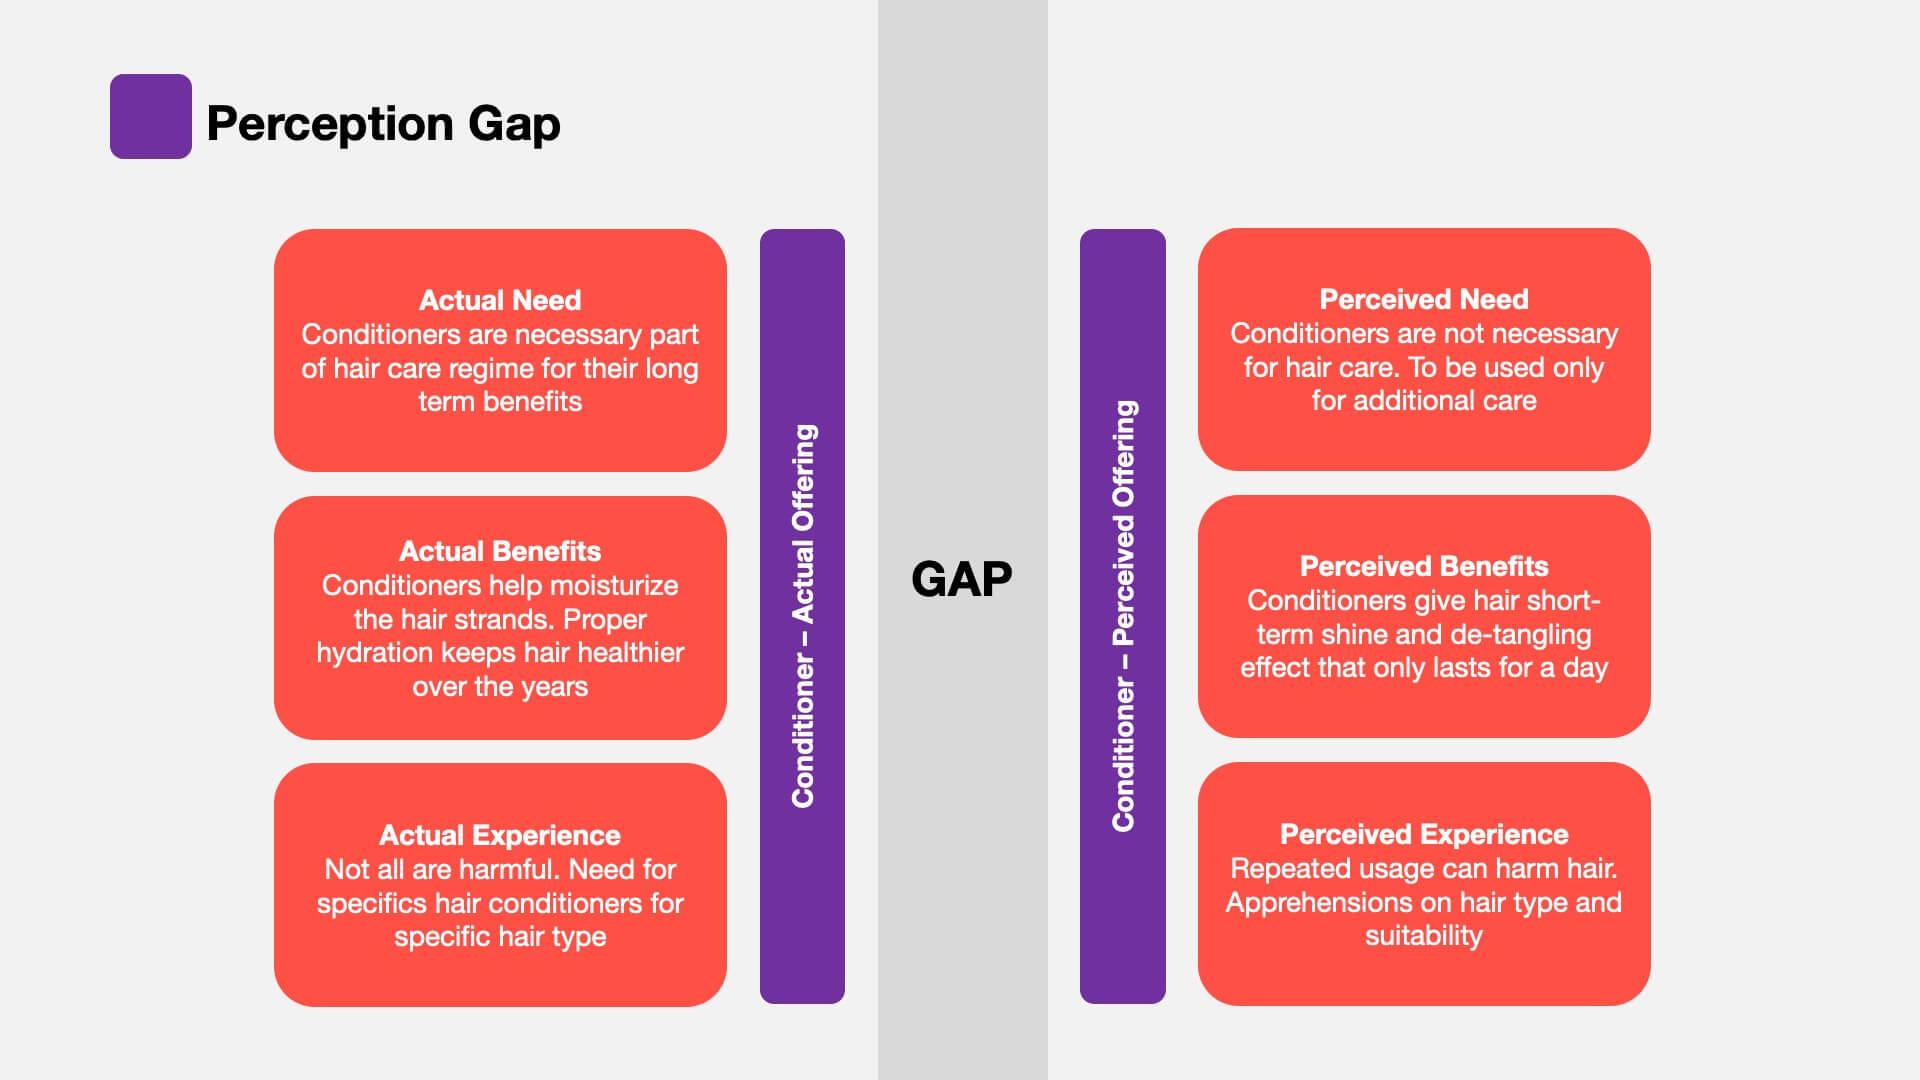 Perception Gap
Actual Need
Conditioners are necessary part
of hair care regime for their long
term benefits
Actual Benefits
Conditioners help moisturize
the hair strands. Proper
hydration keeps hair healthier
over the years
Actual Experience
Not all are harmful. Need for
specifics hair conditioners for
specific hair type
Conditioner – Actual Offering
GAP
Conditioner – Perceived Offering
Perceived Need
Conditioners are not necessary
for hair care. To be used only
for additional care
Perceived Benefits
Conditioners give hair short-
term shine and de-tangling
effect that only lasts for a day
Perceived Experience
Repeated usage can harm hair.
Apprehensions on hair type and
suitability